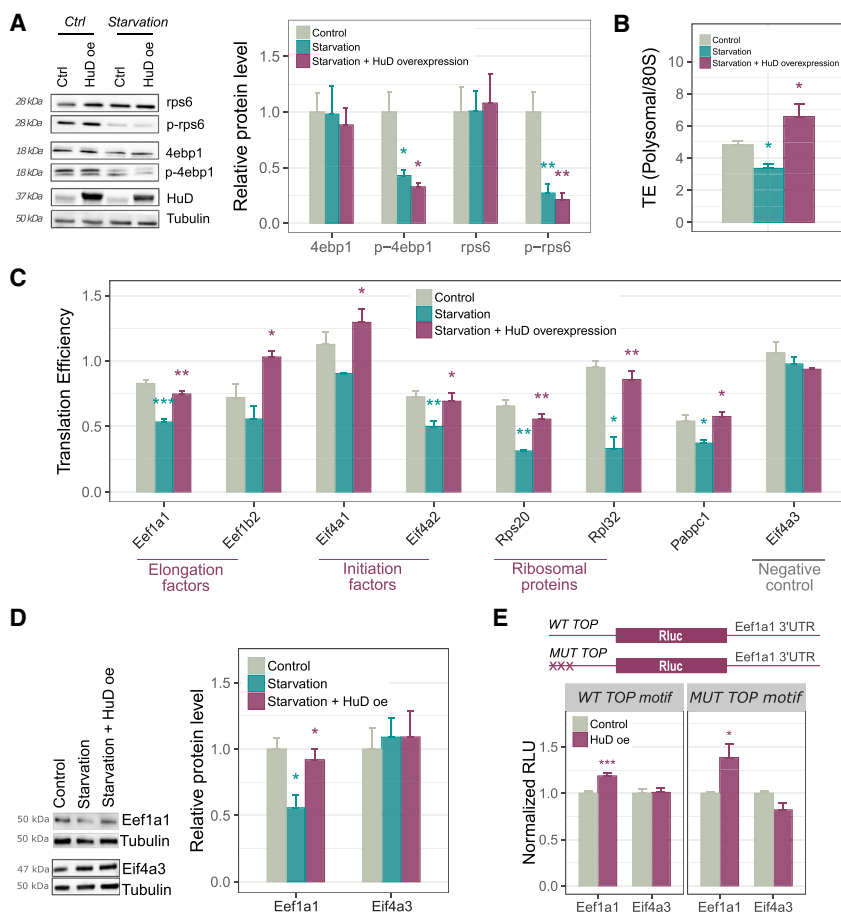 A
Ctrl Starvation
Ctrl
HuD oe
Ctrl
HuD oe
28 kDa rps6
28 kDa p-rps6
18 kDa 4ebp1
18 kDa p-4ebp1
37 kDa HuD
50 kDa Tubulin
Relative protein level
1.5
1.0
0.5
0.0
Control
Starvation
Starvation + HuD overexpression
* * ** **
4ebp1 p−4ebp1 rps6 p−rps6
B
TE (Polysomal/80S)
10
8
6
4
2
0
Control
Starvation
HuD overexpression
* *
C
Translation Efficiency
1.5
1.0
0.5
0.0
Control
Starvation
Starvation + HuD overexpression
*** ** * * ** * ** ** * ** * *
Eef1a1 Eef1b2 Eif4a1 Eif4a2 Rps20 Rpl32 Pabpc1 Eif4a3
Elongation factors
Initiation factors
Ribosomal proteins
Negative control
D
Control
Starvation
Starvation + HuD oe
50 kDa Eef1a1
50 kDa Tubulin
47 kDa Eif4a3
50 kDa Tubulin
Relative protein level
1.5
1.0
0.5
0.0
Control
Starvation
Starvation + HuD oe
* *
Eef1a1 Eif4a3
E
WT TOP Rluc Eef1a1 3'UTR
MUT TOP
XXX Rluc Eef1a1 3'UTR
WT TOP motif MUT TOP motif
Normalized RLU
1.5
1.0
0.5
0.0
Control
HuD oe
*** *
Eef1a1 Eif4a3 Eef1a1 Eif4a3